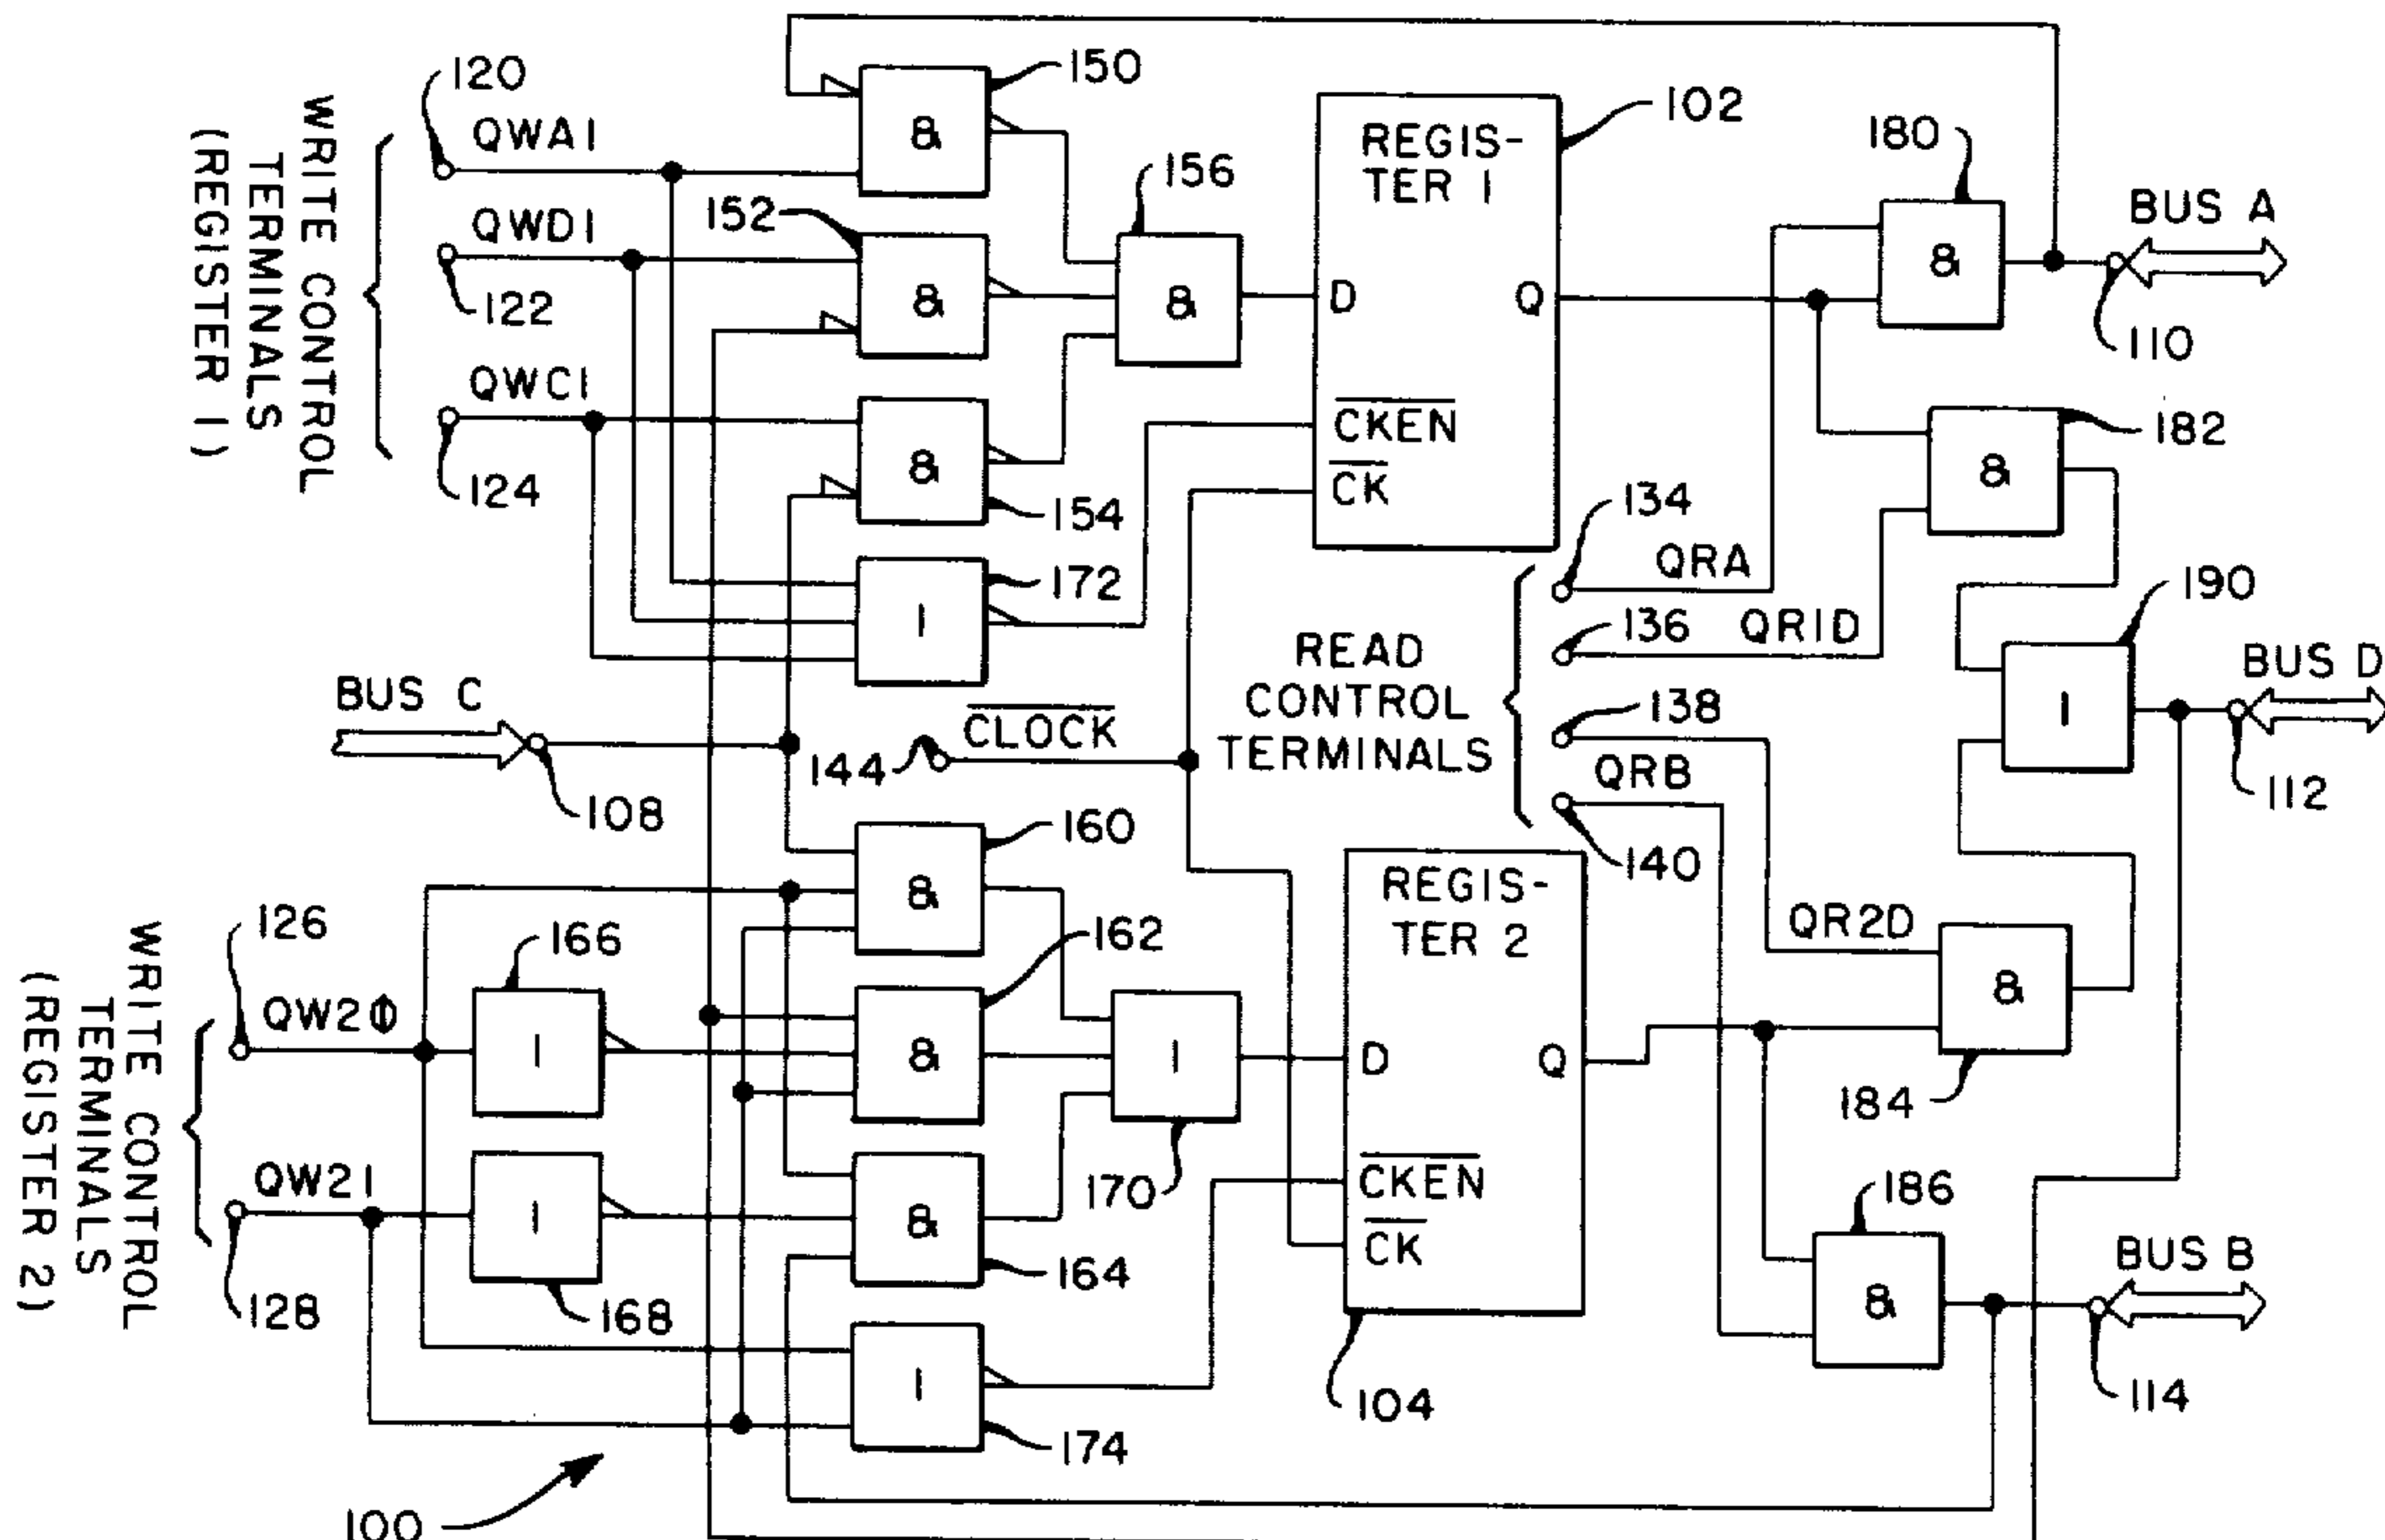 120
QWA1
WRITE CONTROL
TERMINALS
(REGISTER 1)
QWD1
122
QWC1
124
150
&
152
&
&
154
1
172
156
&
102
REGIS-
TER 1
D
Q
CKEN
CK
180
&
BUS A
110
&
182
134
QRA
136
QR1D
READ
CONTROL
TERMINALS
138
QRB
140
190
1
BUS D
112
BUS C
108
CLOCK
144
160
&
162
&
&
164
1
174
126
QW2Φ
WRITE CONTROL
TERMINALS
(REGISTER 2)
166
1
QW21
128
1
168
1
170
REGIS-
TER 2
D
Q
CKEN
CK
104
QR2D
&
184
186
&
BUS B
114
100